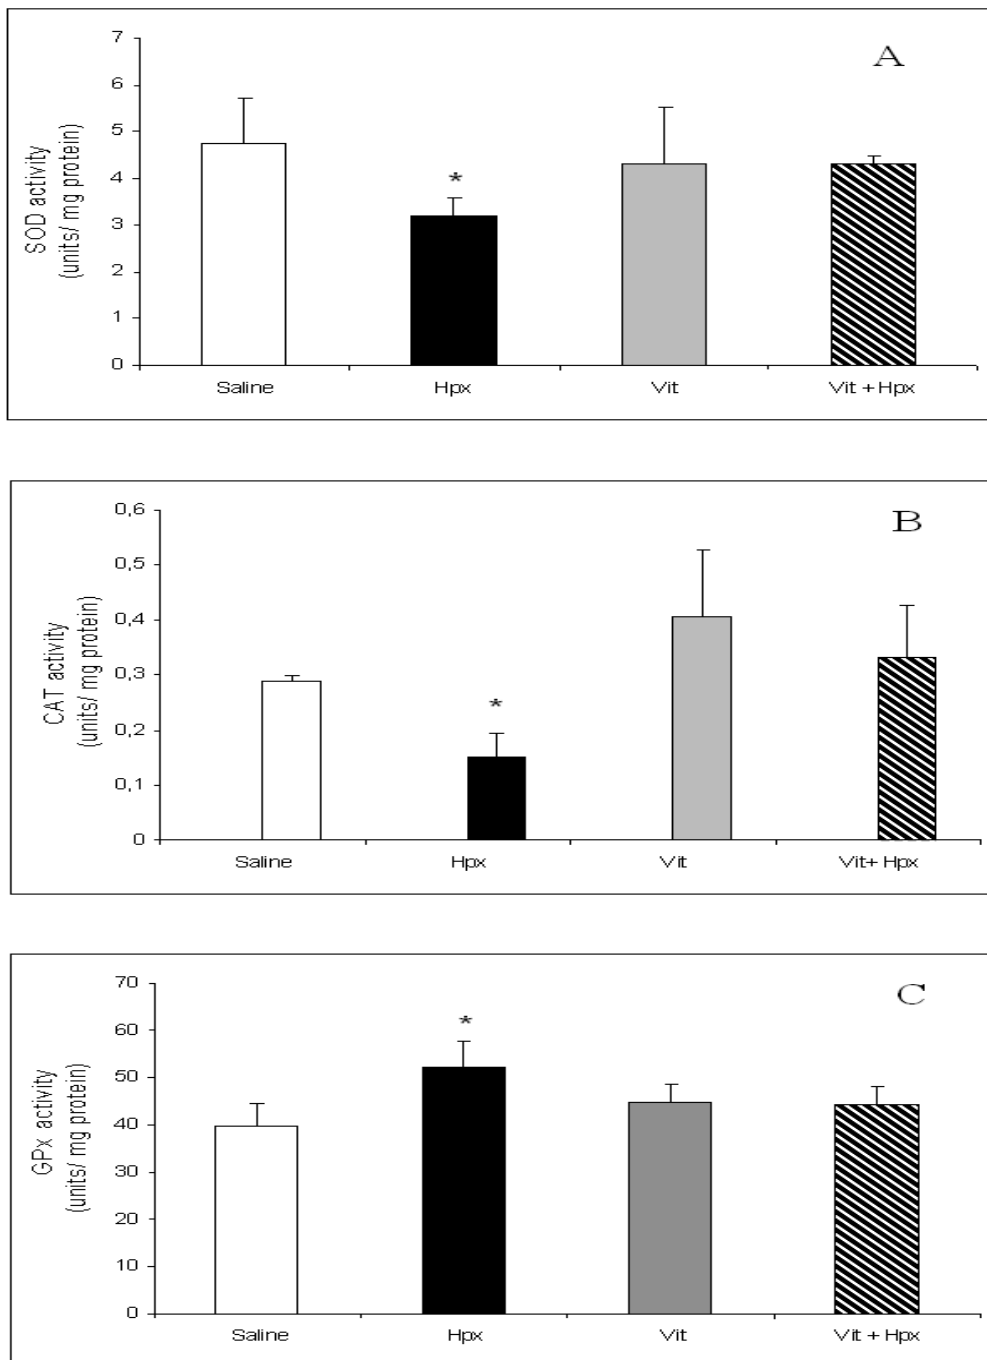 A
7
6
5
4
3
2
1
0
SOD activity
(units/ mg protein)
*
Saline
Hpx
Vit
Vit + Hpx
B
0,6
0,5
0,4
0,3
0,2
0,1
0
CAT activity
(units/ mg protein)
*
Saline
Hpx
Vit
Vit+ Hpx
C
70
60
50
40
30
20
10
0
GPx activity
(units/ mg protein)
*
Saline
Hpx
Vit
Vit + Hpx